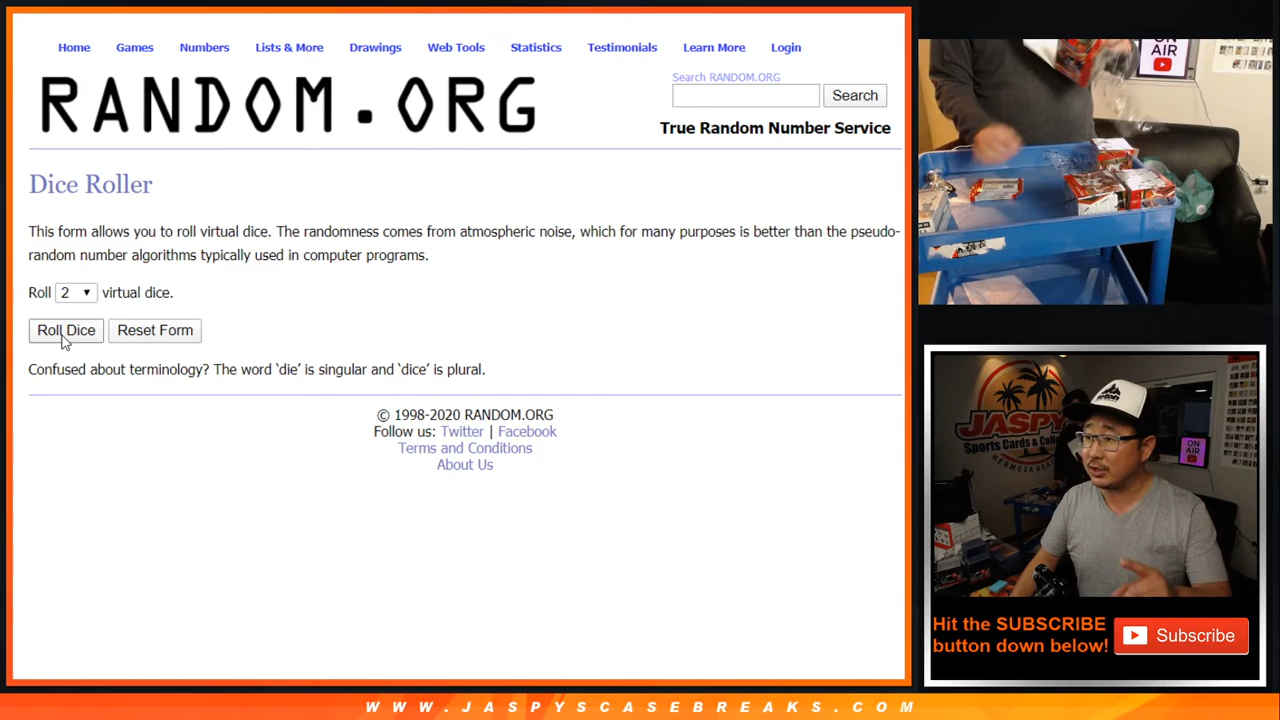 Home Games Numbers Lists & More Drawings Web Tools Statistics Testimonials Learn More Login
RANDOM.ORG
Search RANDOM.ORG
Search
True Random Number Service
Dice Roller
This form allows you to roll virtual dice. The randomness comes from atmospheric noise, which for many purposes is better than the pseudo-
random number algorithms typically used in computer programs.
Roll 2 virtual dice.
Roll Dice Reset Form
Confused about terminology? The word ‘die’ is singular and ‘dice’ is plural.
© 1998-2020 RANDOM.ORG
Follow us: Twitter | Facebook
Terms and Conditions
About Us
ON
AIR
JASPY
Sports Cards &
HERMOSA BEA
ON
AIR
Hit the SUBSCRIBE
button down below!
Subscribe
WWW.JASPYSCASEBREAKS.COM